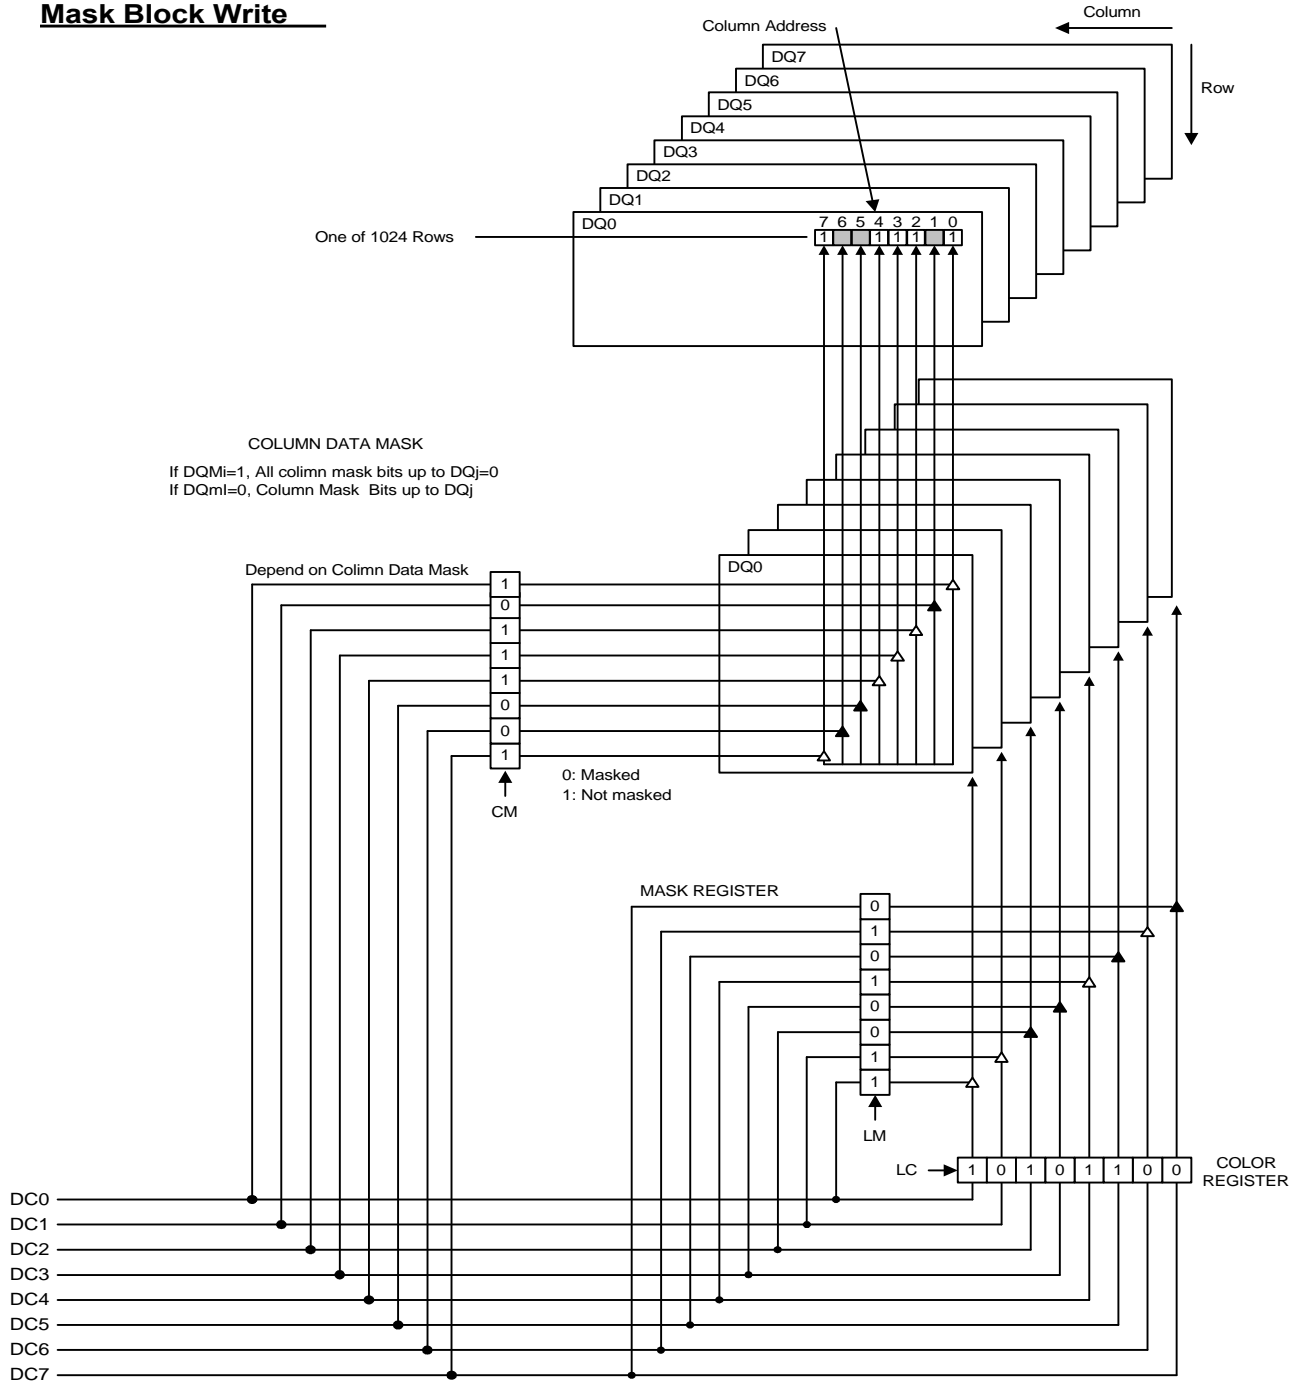 Mask Block Write
Column Address
Column
Row
DQ7
DQ6
DQ5
DQ4
DQ3
DQ2
DQ1
DQ0
7 6 5 4 3 2 1 0
1 1 1 1 1
One of 1024 Rows
COLUMN DATA MASK
If DQMi=1, All colimn mask bits up to DQj=0
If DQmI=0, Column Mask Bits up to DQj
Depend on Colimn Data Mask
DQ0
1
0
1
1
1
0
0
1
CM
0: Masked
1: Not masked
MASK REGISTER
0
1
0
1
0
0
1
1
LM
LC
1 0 1 0 1 1 0 0
COLOR
REGISTER
DC0
DC1
DC2
DC3
DC4
DC5
DC6
DC7